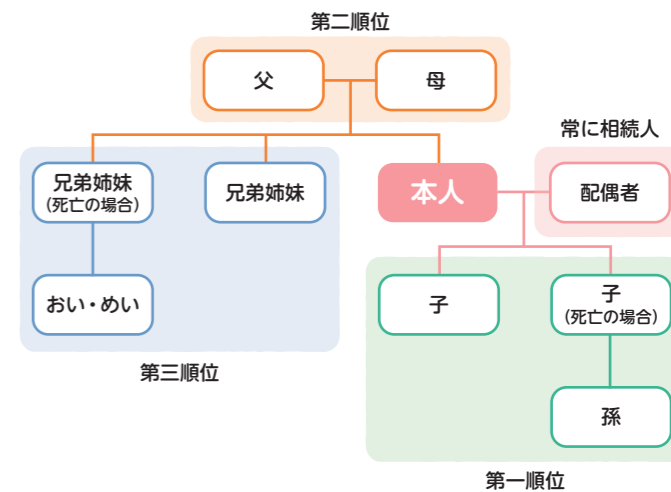 第二順位
父
母
常に相続人
兄弟姉妹
(死亡の場合)
兄弟姉妹
本人
配偶者
おい・めい
子
子
(死亡の場合)
第三順位
孫
第一順位